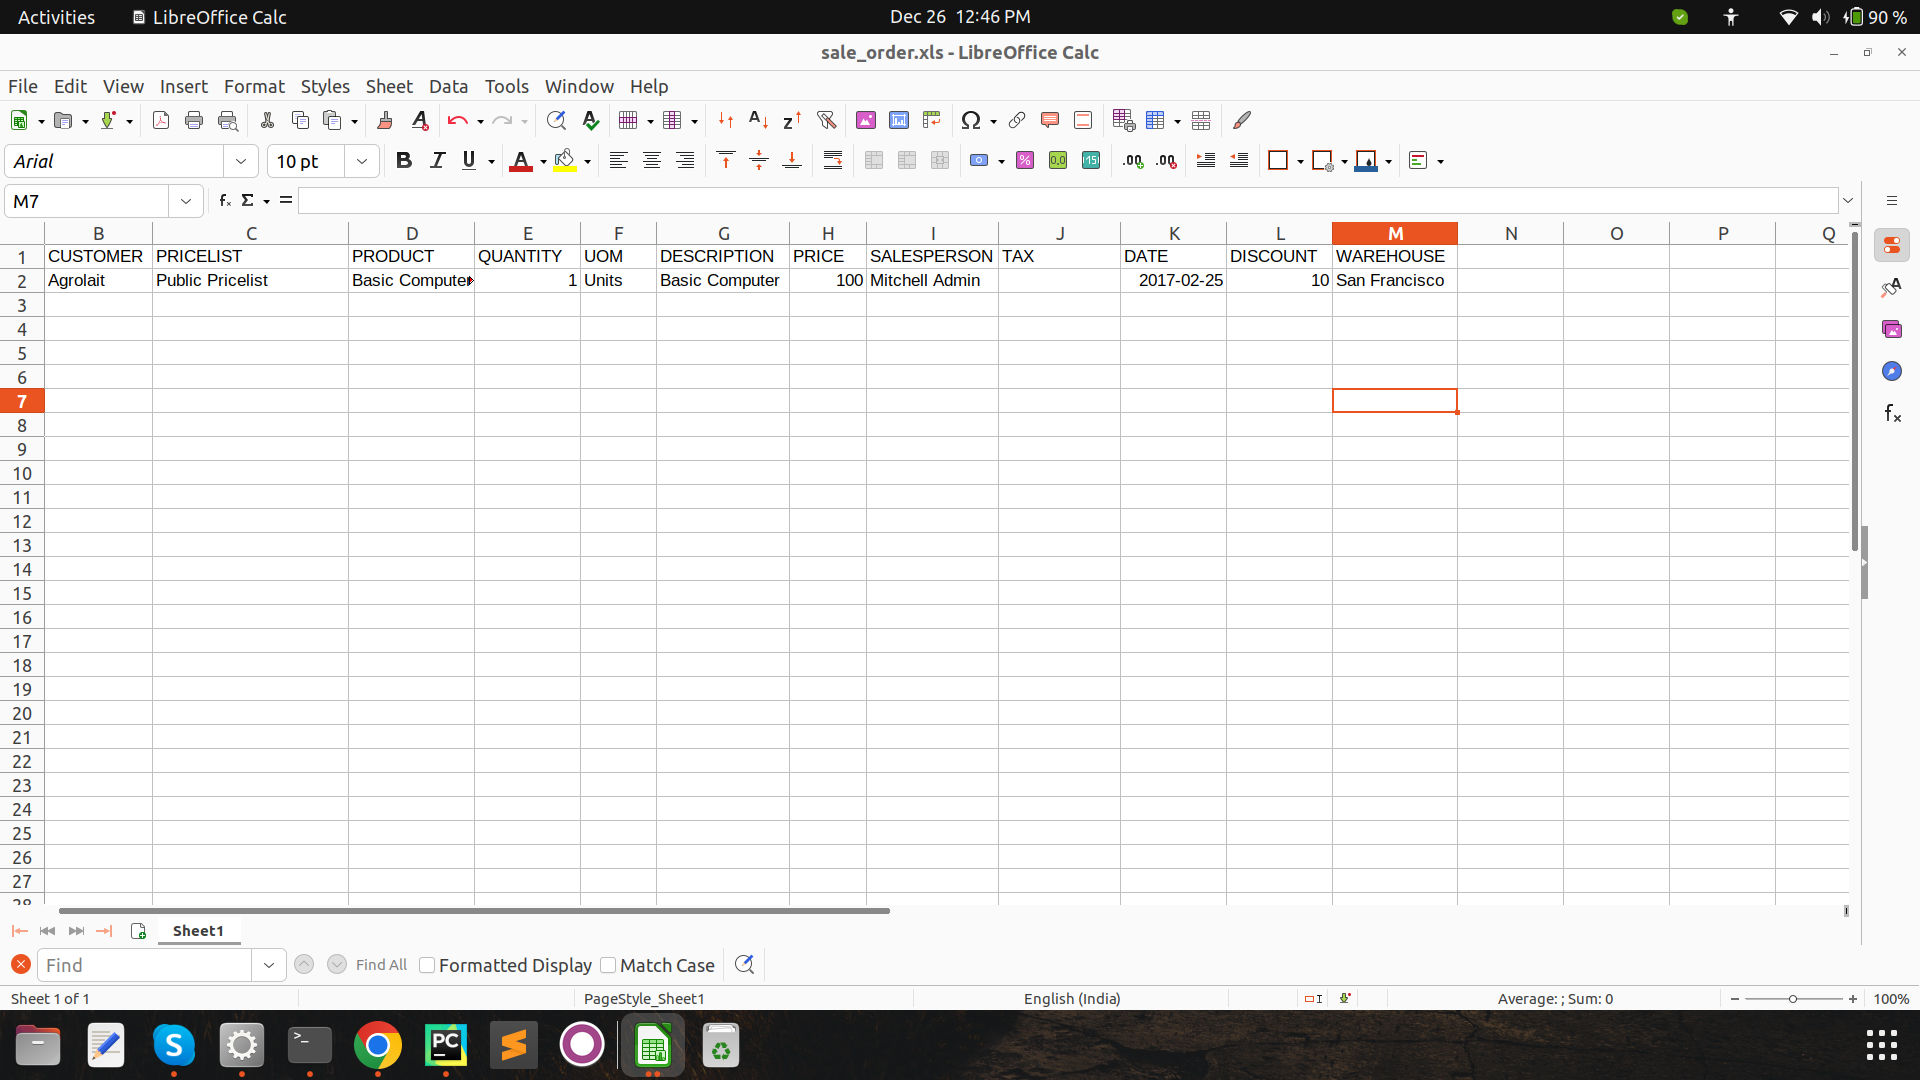 Activities LibreOffice Calc Dec 26 12:46 PM 90 %
sale_order.xls - LibreOffice Calc
File Edit View Insert Format Styles Sheet Data Tools Window Help
Arial 10 pt
M7
B C D E F G H I J K L M N O P Q
1 CUSTOMER PRICELIST PRODUCT QUANTITY UOM DESCRIPTION PRICE SALESPERSON TAX DATE DISCOUNT WAREHOUSE
2 Agrolait Public Pricelist Basic Computer 1 Units Basic Computer 100 Mitchell Admin 2017-02-25 10 San Francisco
3
4
5
6
7
8
9
10
11
12
13
14
15
16
17
18
19
20
21
22
23
24
25
26
27
28
Sheet1
Find Find All Formatted Display Match Case
Sheet 1 of 1 PageStyle_Sheet1 English (India) Average: ; Sum: 0 100%